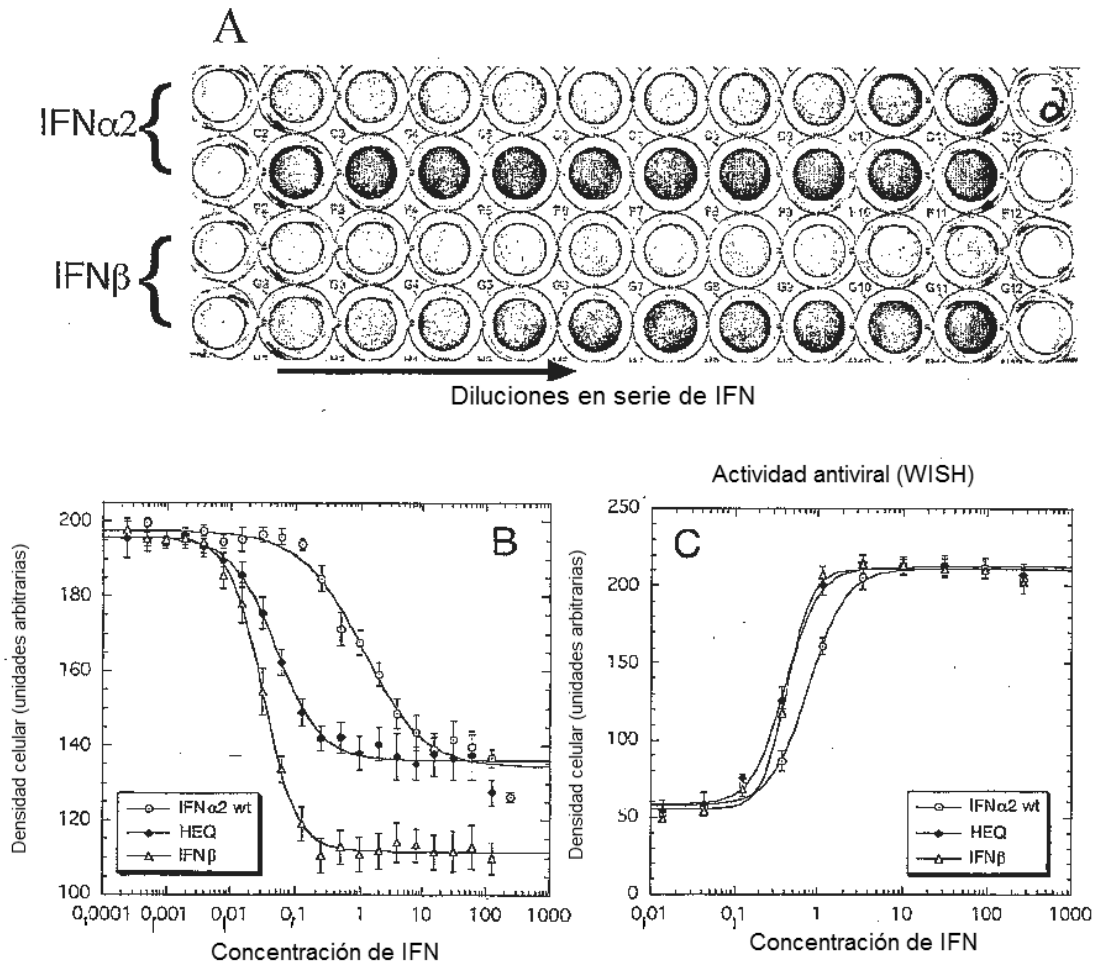 A
IFNα2
IFNβ
Diluciones en serie de IFN
B
Densidad celular (unidades arbitrarias)
200
180
160
140
120
100
IFNα2 wt
HEQ
IFNβ
0,0001 0,001 0,01 0,1 1 10 100 1000
Concentración de IFN
Actividad antiviral (WISH)
C
Densidad celular (unidades arbitrarias)
250
200
150
100
50
0
IFNα2 wt
HEQ
IFNβ
0,01 0,1 1 10 100 1000
Concentración de IFN